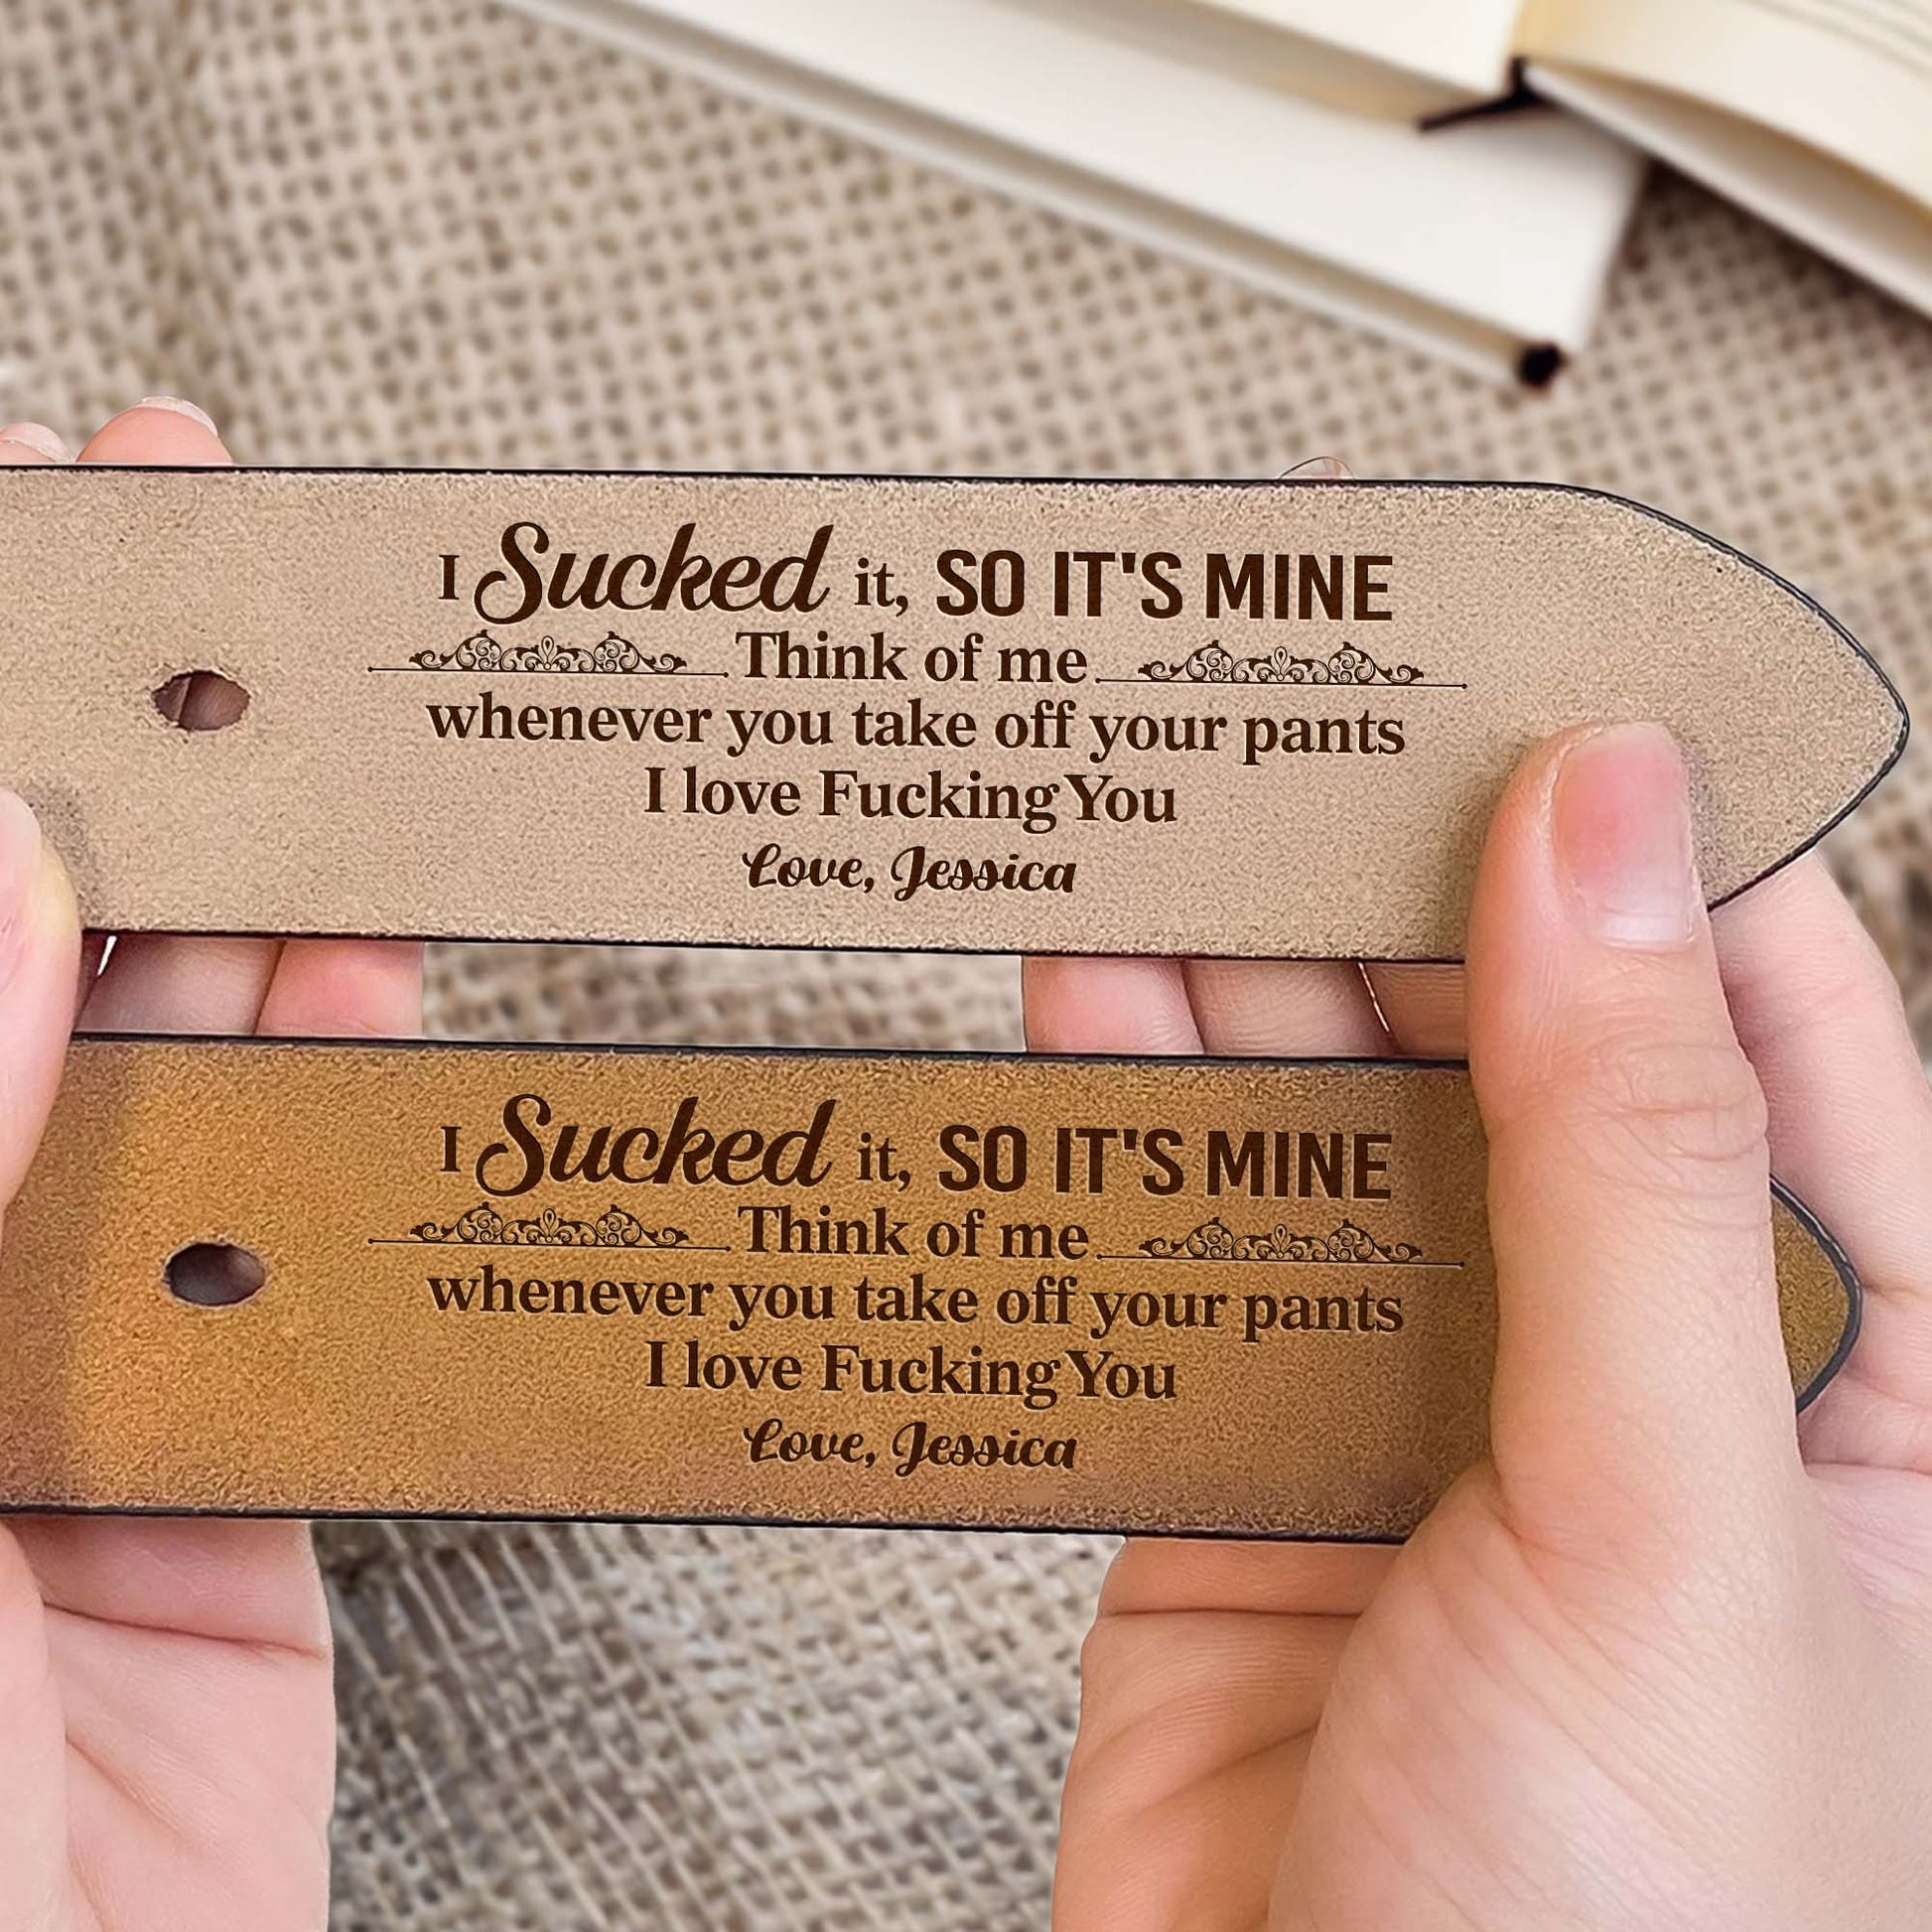 I Sucked it, SO IT'S MINE
Think of me
whenever you take off your pants
I love Fucking You
Love, Jessica
I Sucked it, SO IT'S MINE
Think of me
whenever you take off your pants
I love Fucking You
Love, Jessica